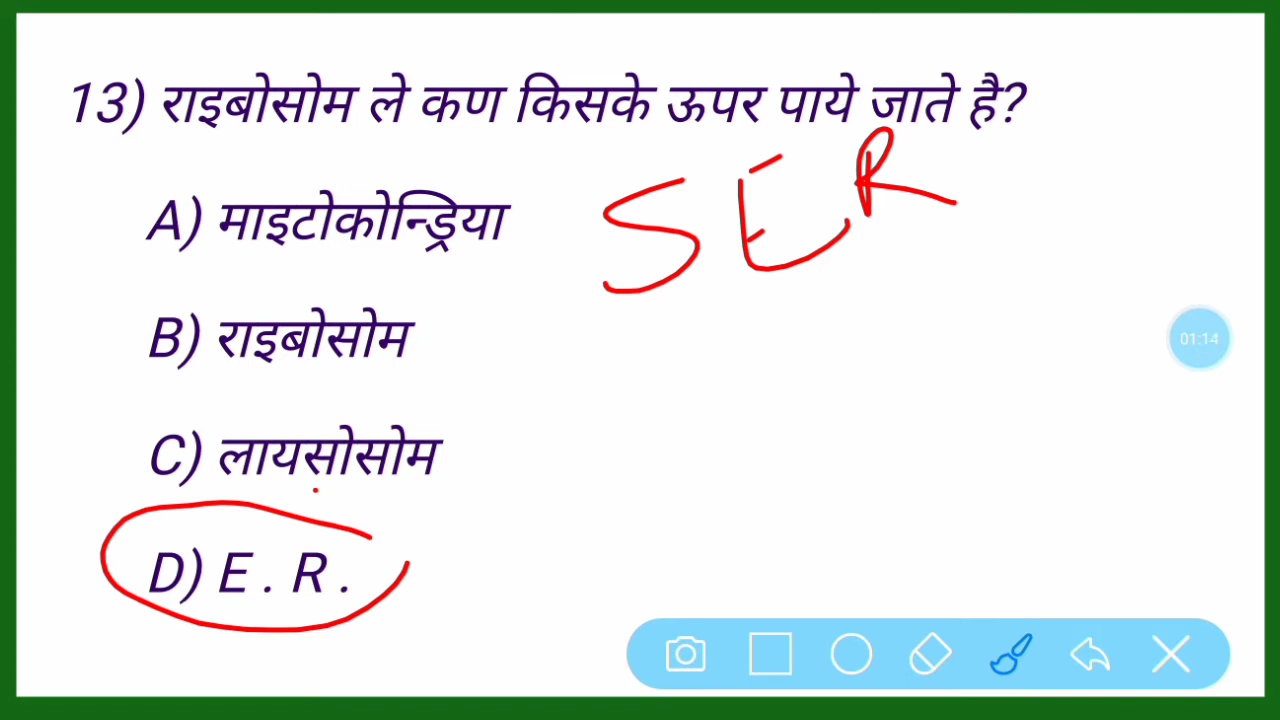 13) राइबोसोम ले कण किसके ऊपर पाये जाते है?
SER
A) माइटोकोन्ड्रिया
B) राइबोसोम
01:14
C) लायसोसोम
D) E . R .